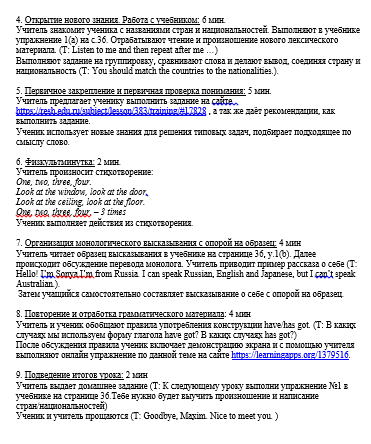 4. Открытие нового знания. Работа с учебником: 6 мин.
Учитель знакомит ученика с названиями стран и национальностей. Выполняют в учебнике
упражнение 1(a) на с.36. Отрабатывают чтение и произношение нового лексического
материала. (T: Listen to me and then repeat after me …)
Выполняют задание на группировку, сравнивают слова и делают вывод, соединяя страну и
национальность (T: You should match the countries to the nationalities.).
5. Первичное закрепление и первичная проверка понимания: 5 мин.
Учитель предлагает ученику выполнить задание на сайте
https://resh.edu.ru/subject/lesson/383/training/#17828 , а так же даёт рекомендации, как
выполнить задание.
Ученик использует новые знания для решения типовых задач, подбирает подходящее по
смыслу слово.
6. Физкультминутка: 2 мин.
Учитель произносит стихотворение:
One, two, three, four.
Look at the window, look at the door,
Look at the ceiling, look at the floor.
One, two, three, four. – 3 times
Ученик выполняет действия из стихотворения.
7. Организация монологического высказывания с опорой на образец: 4 мин
Учитель читает образец высказывания в учебнике на странице 36, у.1(b). Далее
происходит обсуждение перевода монолога. Учитель приводит пример рассказа о себе (T:
Hello! I'm Sonya I'm from Russia. I can speak Russian, English and Japanese, but I can't speak
Australian.).
Затем учащийся самостоятельно составляет высказывание о себе с опорой на образец.
8. Повторение и отработка грамматического материала: 4 мин
Учитель и ученик обобщают правила употребления конструкции have/has got. (T: В каких
случаях мы используем форму глагола have got? В каких случаях has got?)
После обсуждения правила ученик включает демонстрацию экрана и с помощью учителя
выполняют онлайн упражнение по данной теме на сайте https://learningapps.org/1379516.
9. Подведение итогов урока: 2 мин
Учитель выдает домашнее задание (T: К следующему уроку выполни упражнение №1 в
учебнике на странице 36.Тебе нужно будет выучить произношение и написание
стран/национальностей)
Ученик и учитель прощаются (T: Goodbye, Maxim. Nice to meet you. )